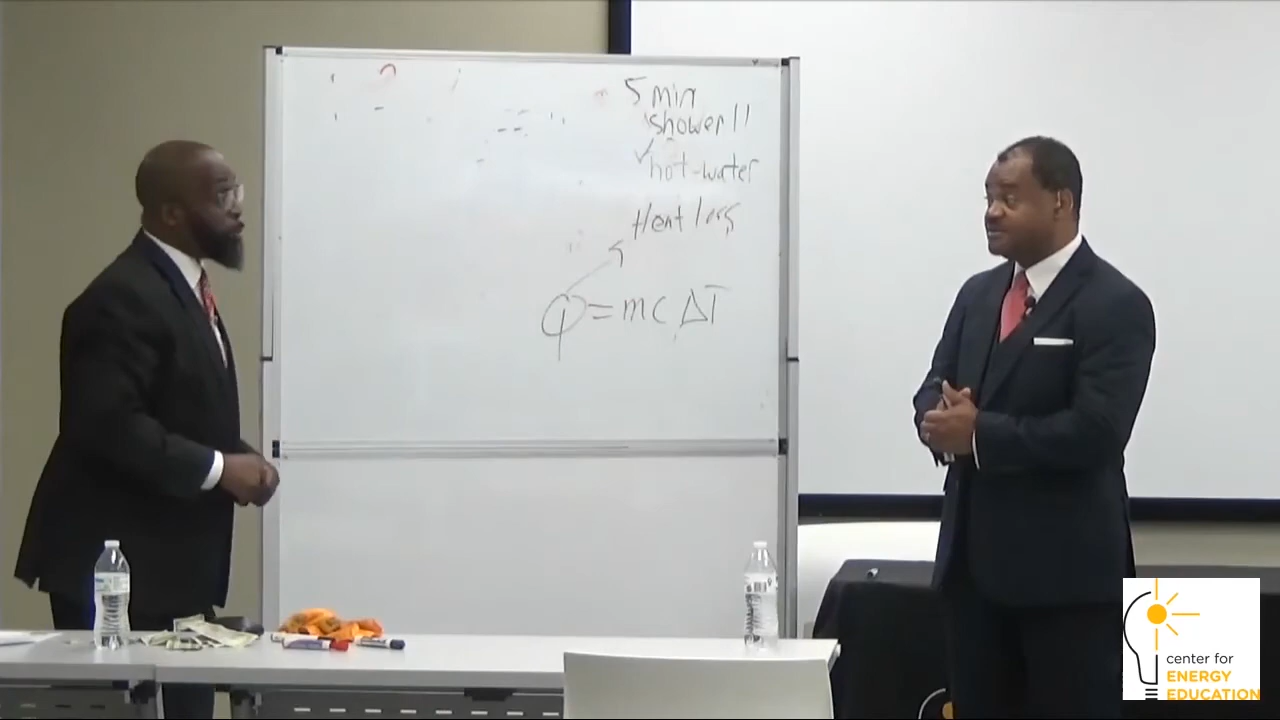 5 min
shower!!
✓hot-water
Heat loss
Q=mcΔT
center for
ENERGY
EDUCATION